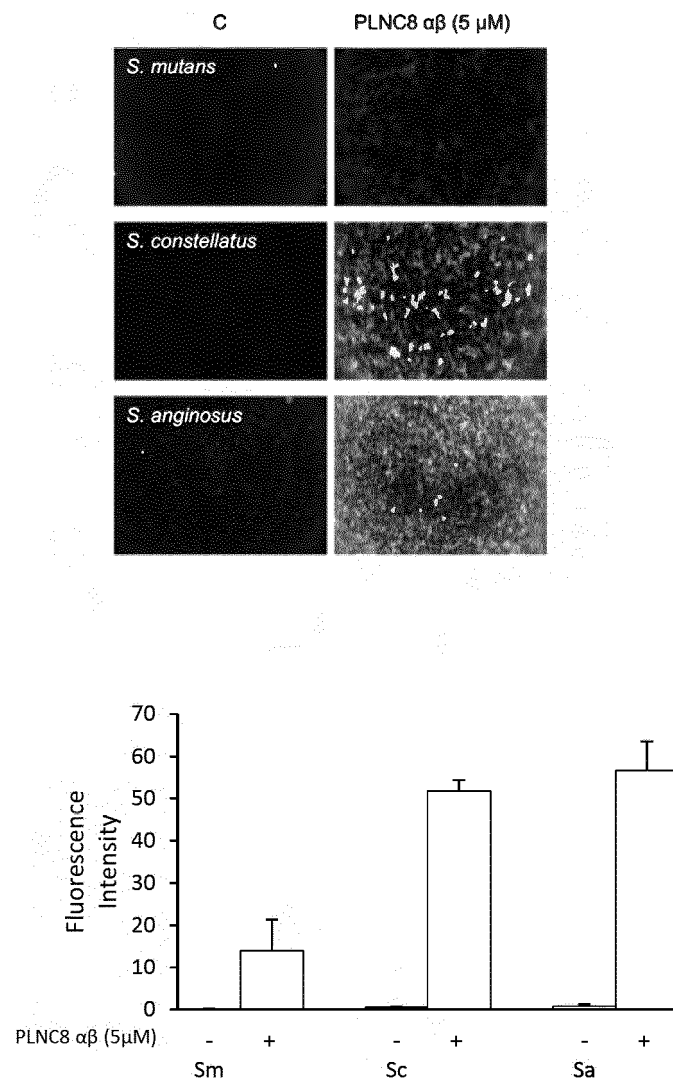 C PLNC8 αβ (5 µM)
S. mutans
S. constellatus
S. anginosus
70
60
50
40
30
20
10
0
Fluorescence
Intensity
PLNC8 αβ (5µM) - + - + - +
Sm Sc Sa